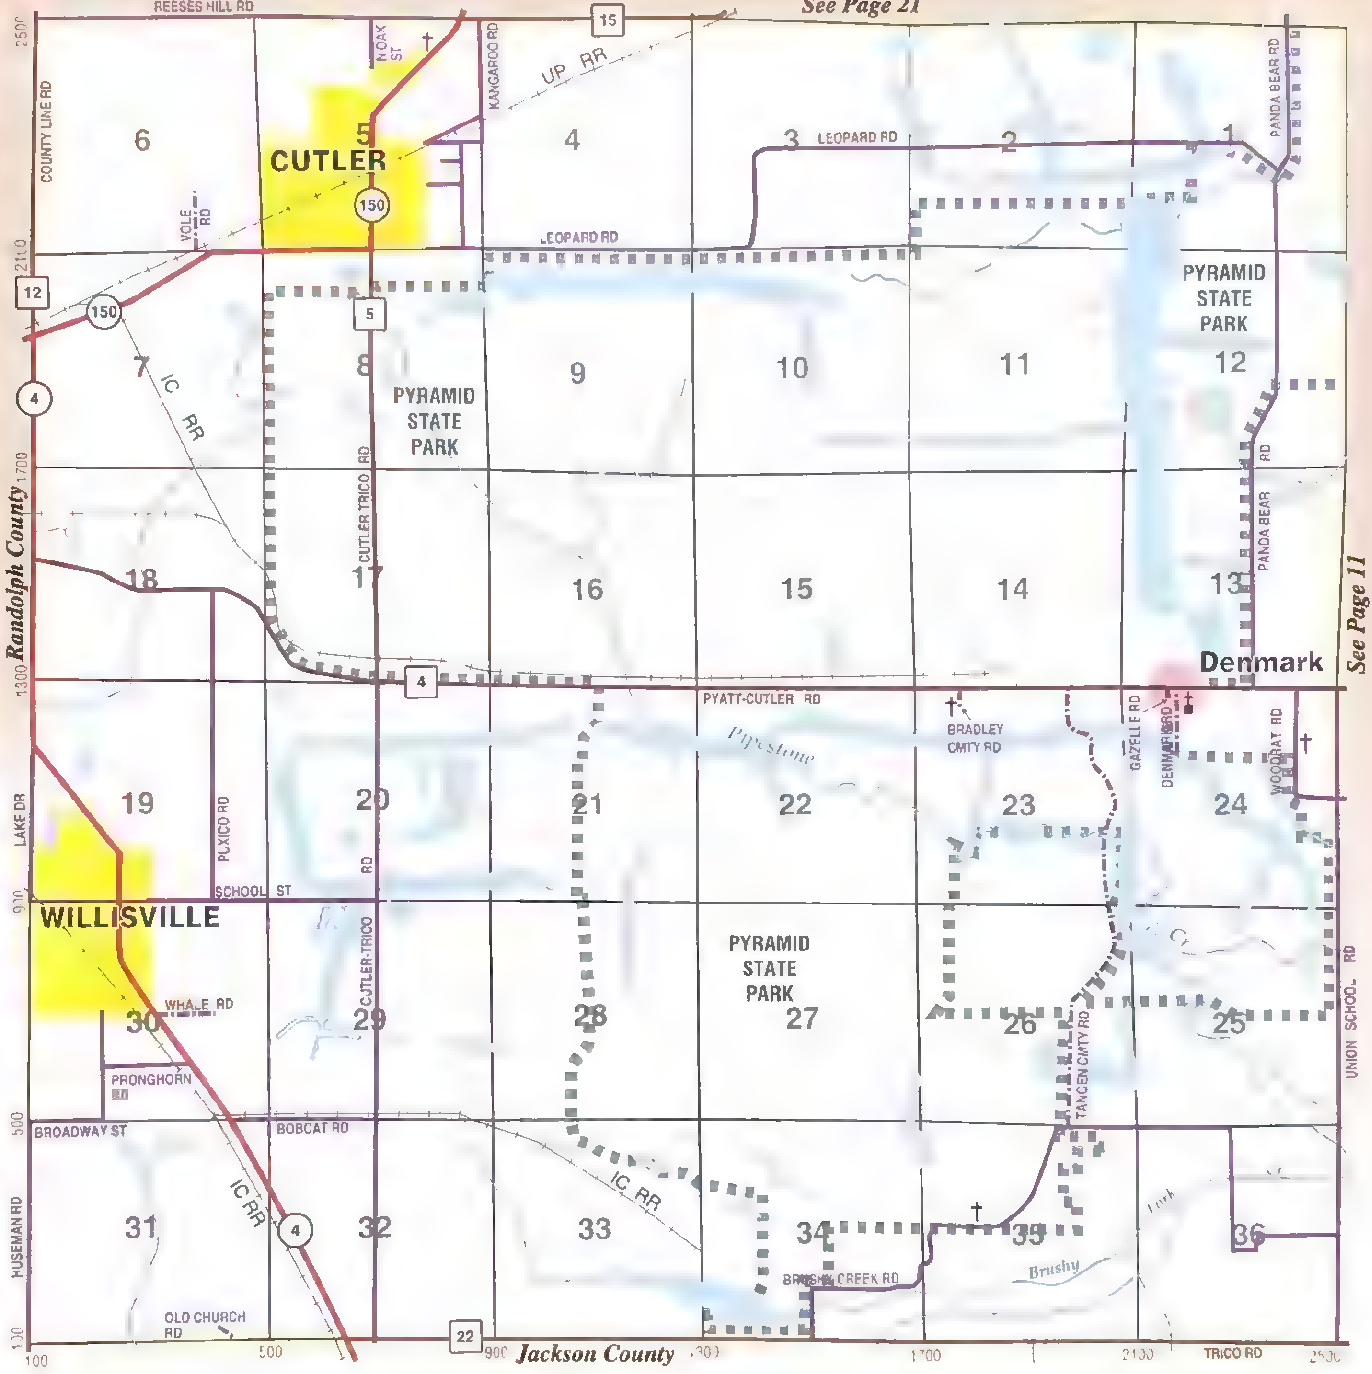 REESES HILL RD
15
See Page 21
2500
COUNTY LINE RD
N OAK
ST
KANGAROO RD
UP RR
PANDA BEAR RD
6
5
4
3
LEOPARD RD
2
1
CUTLER
150
VOLE
RD
LEOPARD RD
2100
12
150
5
PYRAMID
STATE
PARK
7
8
9
10
11
12
IC RR
4
PYRAMID
STATE
PARK
CUTLER TRICO RD
1700
PANDA BEAR RD
Randolph County
18
17
16
15
14
13
See Page 11
Denmark
1300
4
PYATT-CUTLER RD
BRADLEY
CMTY RD
Pipestone
GAZELLE RD
DENMARK RD
WOODRAT RD
LAKE DR
19
PUXICO RD
20
21
22
23
24
RD
SCHOOL ST
900
WILLISVILLE
CUTLER-TRICO
PYRAMID
STATE
PARK
Cr
WHALE RD
30
29
28
27
26
25
UNION SCHOOL RD
TANGEN CMTY RD
PRONGHORN
RD
500
BROADWAY ST
BOBCAT RD
IC RR
IC RR
HUSEMAN RD
31
4
32
33
34
35
36
Fork
Brushy
BRUSHY CREEK RD
OLD CHURCH
RD
100
22
100
500
900
Jackson County
1300
1700
2100
TRICO RD
2500